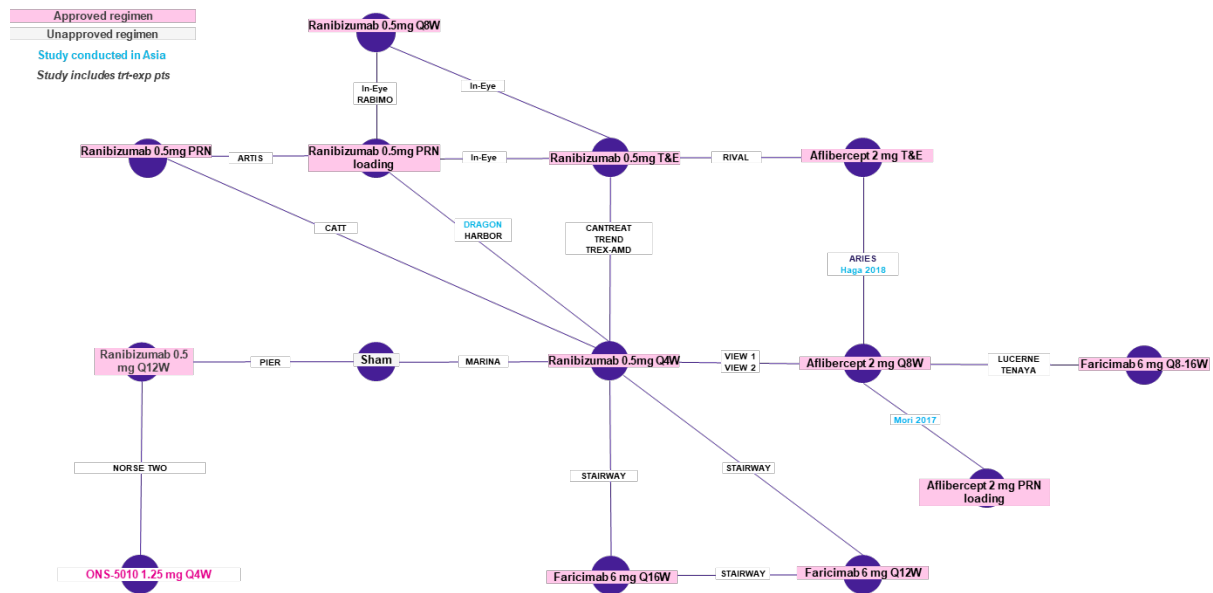 Approved regimen
Unapproved regimen
Study conducted in Asia
Study includes trt-exp pts
Ranibizumab 0.5mg Q8W
In-Eye
RABIMO
In-Eye
Ranibizumab 0.5mg PRN
ARTIS
Ranibizumab 0.5mg PRN
loading
In-Eye
Ranibizumab 0.5mg T&E
RIVAL
Aflibercept 2 mg T&E
CATT
DRAGON
HARBOR
CANTREAT
TREND
TREX-AMD
ARIES
Haga 2018
Ranibizumab 0.5
mg Q12W
PIER
Sham
MARINA
Ranibizumab 0.5mg Q4W
VIEW 1
VIEW 2
Aflibercept 2 mg Q8W
LUCERNE
TENAYA
Faricimab 6 mg Q8-16W
Mori 2017
NORSE TWO
STAIRWAY
STAIRWAY
Aflibercept 2 mg PRN
loading
ONS-5010 1.25 mg Q4W
Faricimab 6 mg Q16W
STAIRWAY
Faricimab 6 mg Q12W